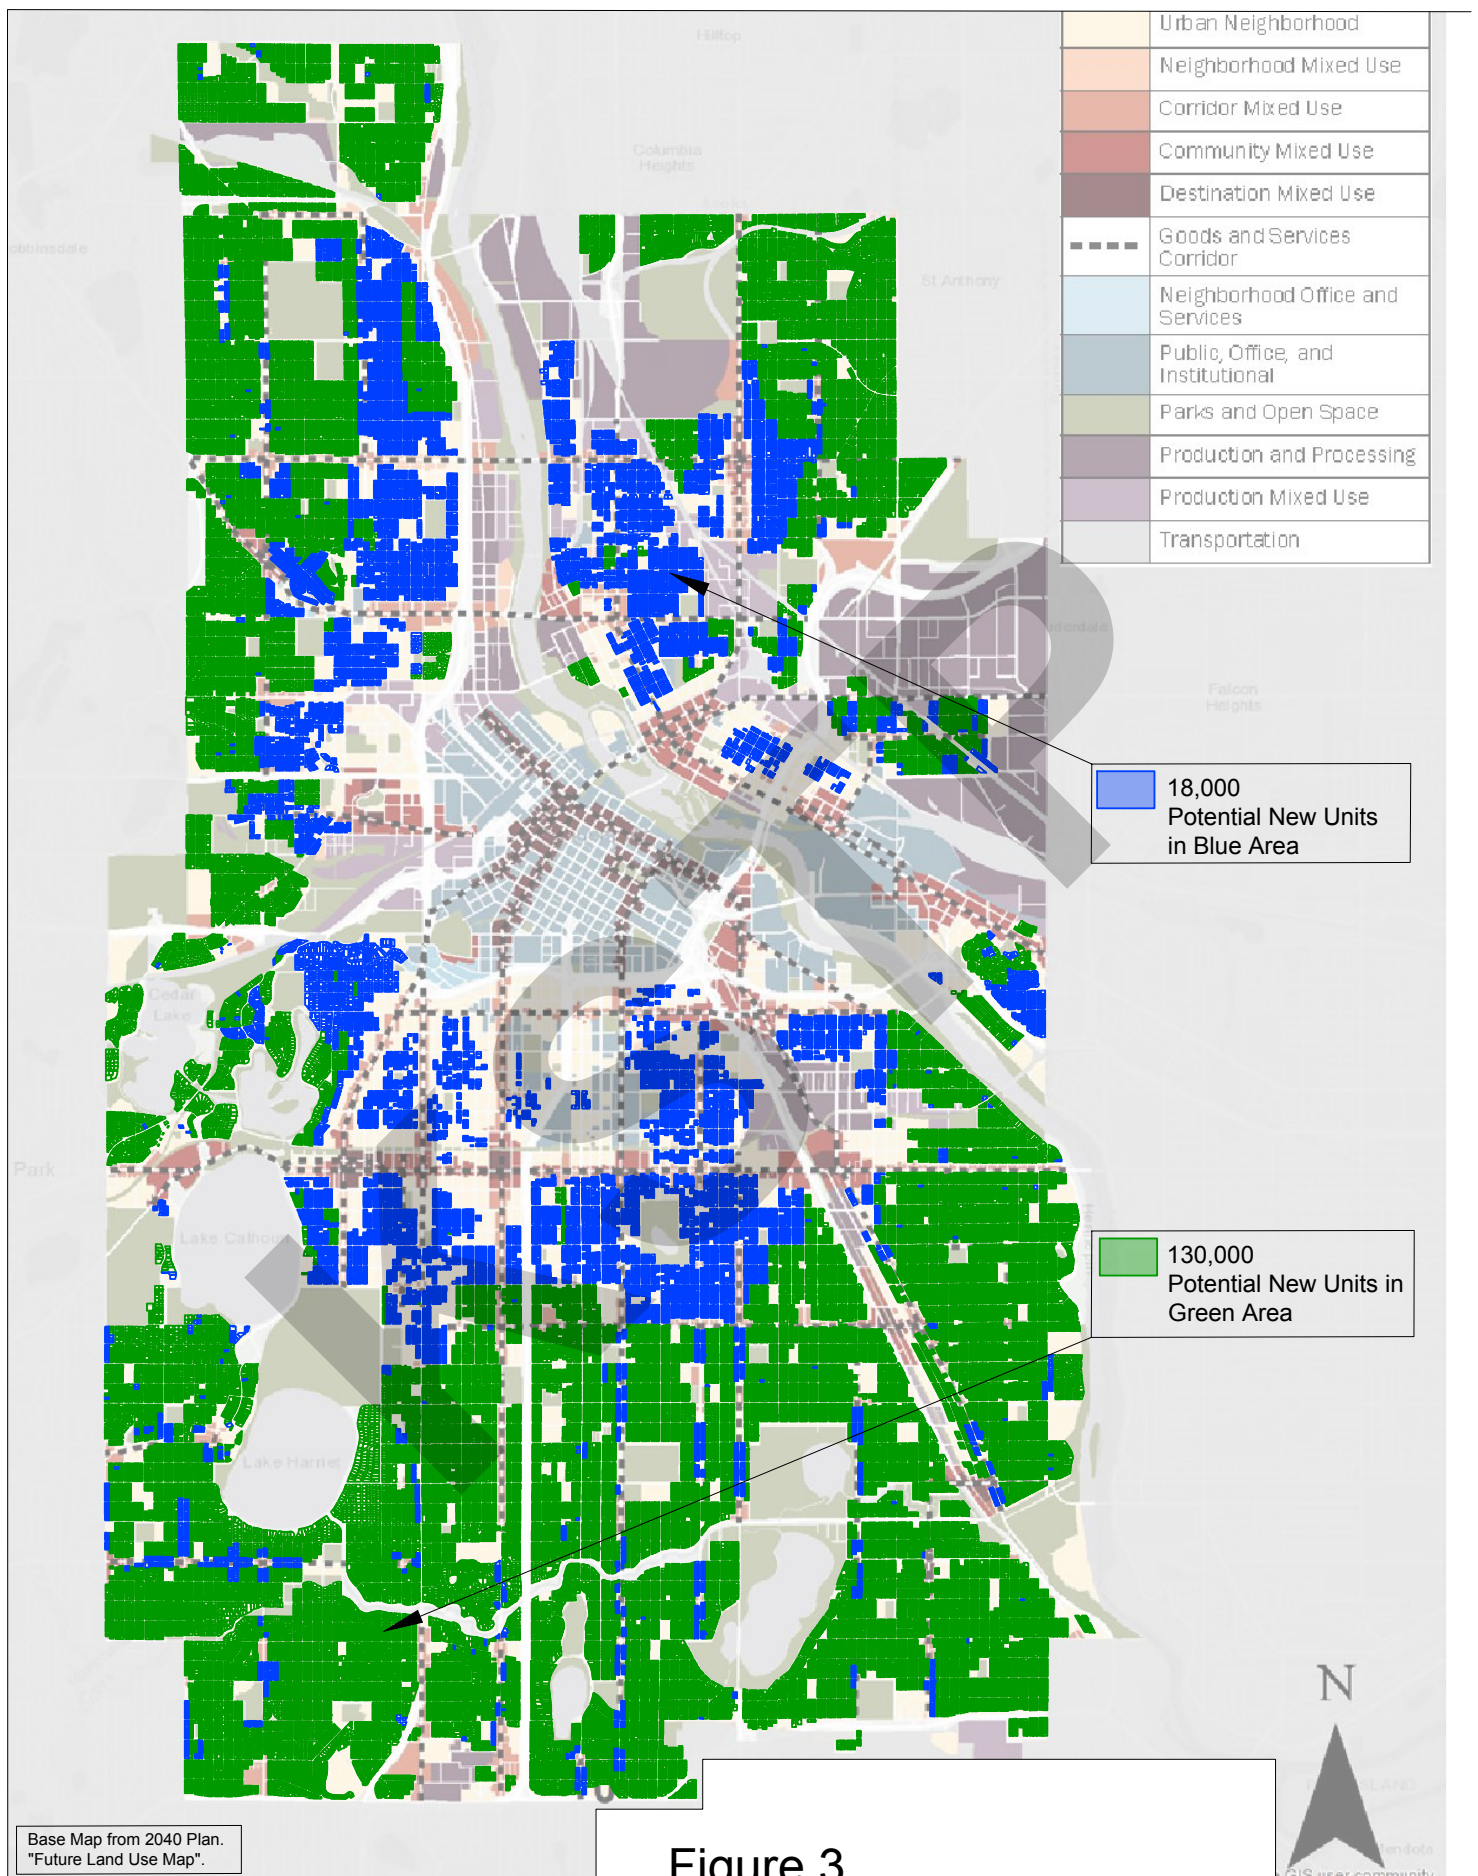 Hilltop
Urban Neighborhood
Neighborhood Mixed Use
Corridor Mixed Use
Columbia
Heights
Community Mixed Use
Destination Mixed Use
Goods and Services
Corridor
St Anthony
Neighborhood Office and
Services
Public, Office, and
Institutional
Parks and Open Space
Production and Processing
Production Mixed Use
Transportation
Falcon
Heights
18,000
Potential New Units
in Blue Area
Cedar
Lake
Park
Lake Calhoun
130,000
Potential New Units in
Green Area
Lake Harriet
N
Base Map from 2040 Plan.
"Future Land Use Map".
Figure 3
GIS user community